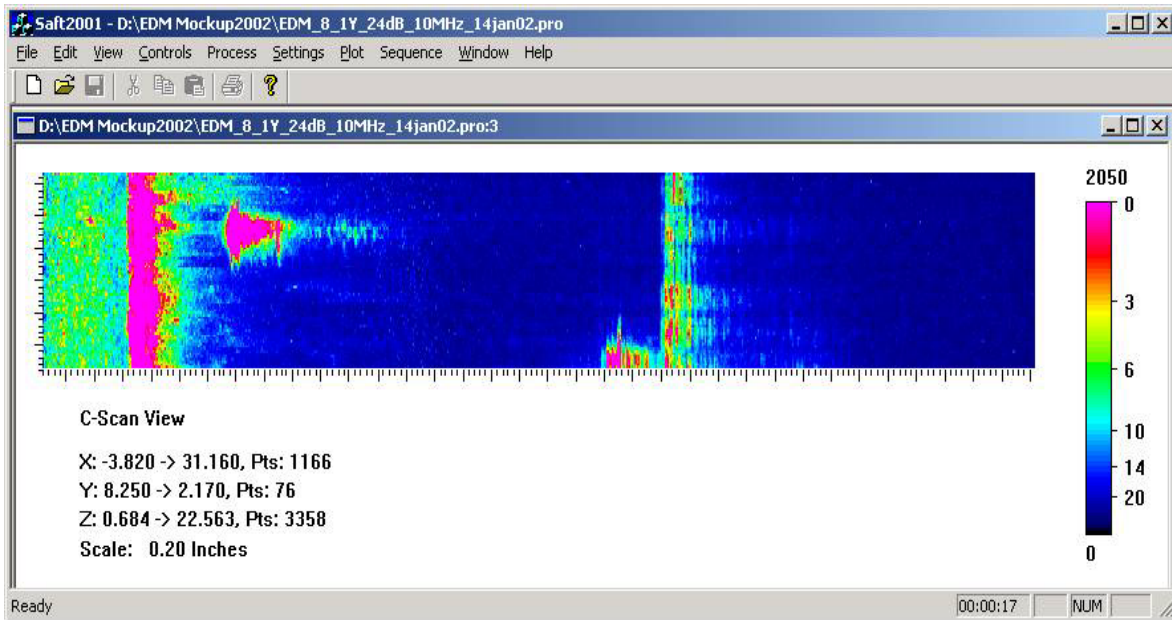 Saft2001 - D:\EDM Mockup2002\EDM_8_1Y_24dB_10MHz_14jan02.pro
File Edit View Controls Process Settings Plot Sequence Window Help
D:\EDM Mockup2002\EDM_8_1Y_24dB_10MHz_14jan02.pro:3
2050
0
3
6
10
14
20
0
C-Scan View
X: -3.820 -> 31.160, Pts: 1166
Y: 8.250 -> 2.170, Pts: 76
Z: 0.684 -> 22.563, Pts: 3358
Scale: 0.20 Inches
Ready 00:00:17 NUM